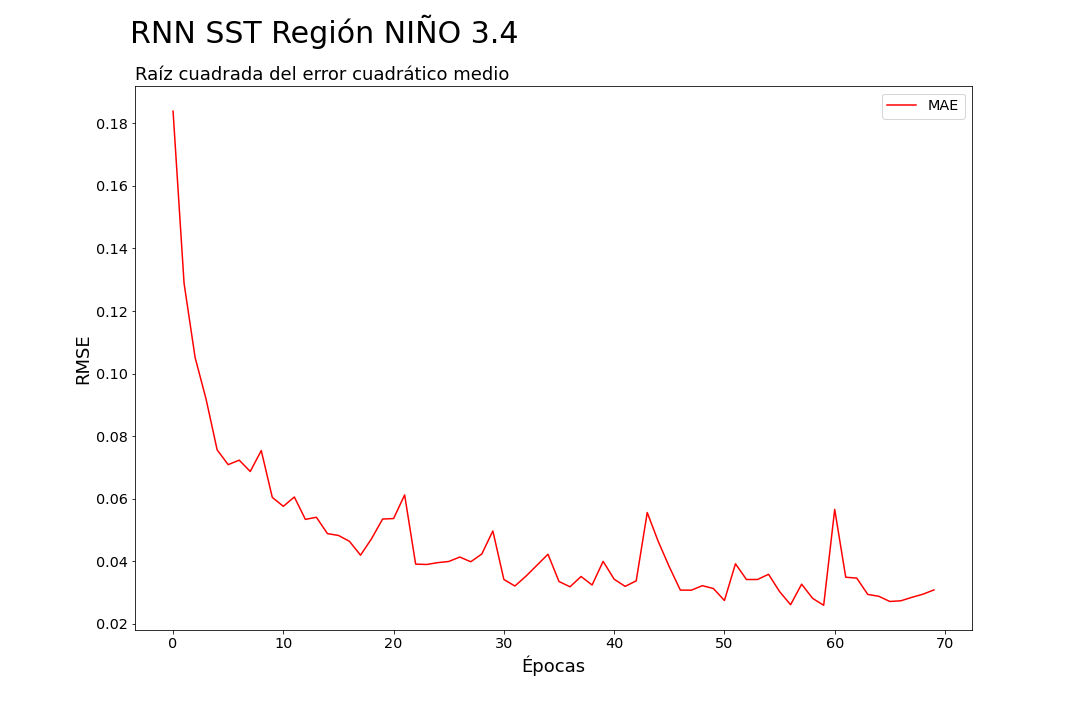 RNN SST Región NIÑO 3.4
Raíz cuadrada del error cuadrático medio
MAE
0.18
0.16
0.14
0.12
0.10
0.08
0.06
0.04
0.02
RMSE
0 10 20 30 40 50 60 70
Épocas